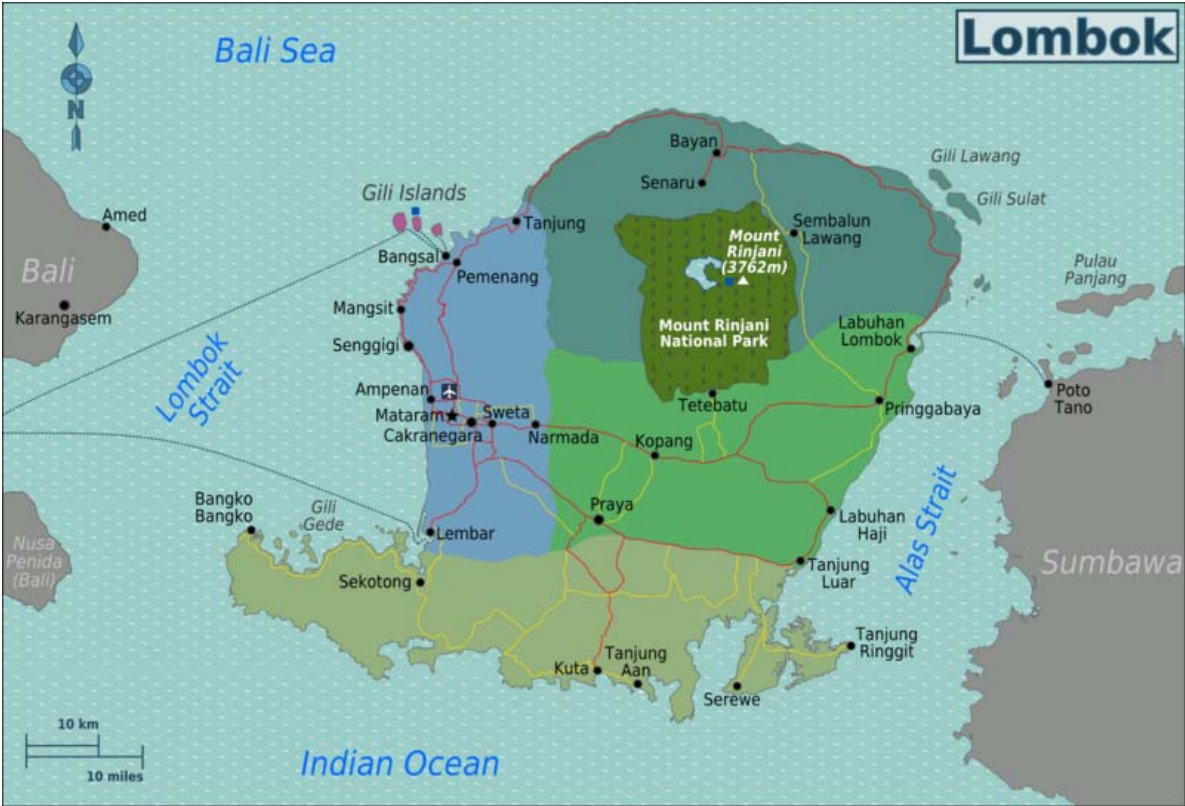 Lombok
Bali Sea
N
Bayan
Senaru
Gili Lawang
Gili Sulat
Gili Islands
Amed
Tanjung
Sembalun
Lawang
Mount
Rinjani
(3762m)
Bangsal
Pemenang
Bali
Pulau
Panjang
Karangasem
Mangsit
Mount Rinjani
National Park
Labuhan
Lombok
Senggigi
Lombok
Strait
Ampenan
Mataram
Sweta
Cakranegara
Narmada
Tetebatu
Pringgabaya
Poto
Tano
Kopang
Bangko
Bangko
Gili
Gede
Praya
Labuhan
Haji
Alas Strait
Lembar
Nusa
Penida
(Bali)
Sumbawa
Sekotong
Tanjung
Luar
Tanjung
Ringgit
Kuta
Tanjung
Aan
Serewe
10 km
10 miles
Indian Ocean